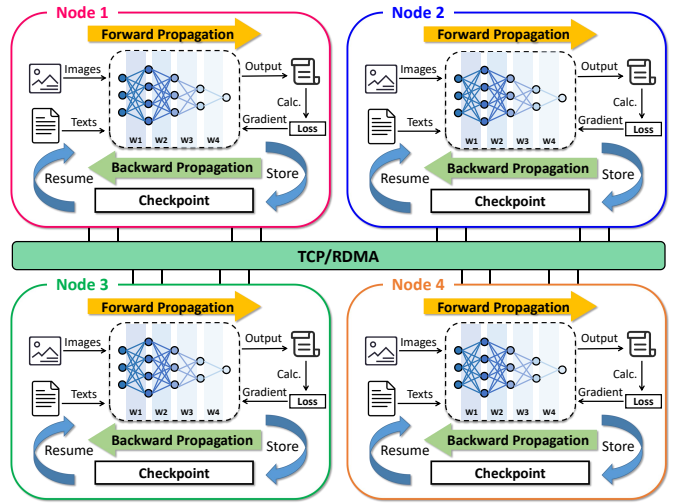 Node 1
Forward Propagation
Images
Output
Texts
Calc.
Gradient
Loss
W1 W2 W3 W4
Backward Propagation
Resume
Store
Checkpoint
Node 2
Forward Propagation
Images
Output
Texts
Calc.
Gradient
Loss
W1 W2 W3 W4
Backward Propagation
Resume
Store
Checkpoint
TCP/RDMA
Node 3
Forward Propagation
Images
Output
Texts
Calc.
Gradient
Loss
W1 W2 W3 W4
Backward Propagation
Resume
Store
Checkpoint
Node 4
Forward Propagation
Images
Output
Texts
Calc.
Gradient
Loss
W1 W2 W3 W4
Backward Propagation
Resume
Store
Checkpoint